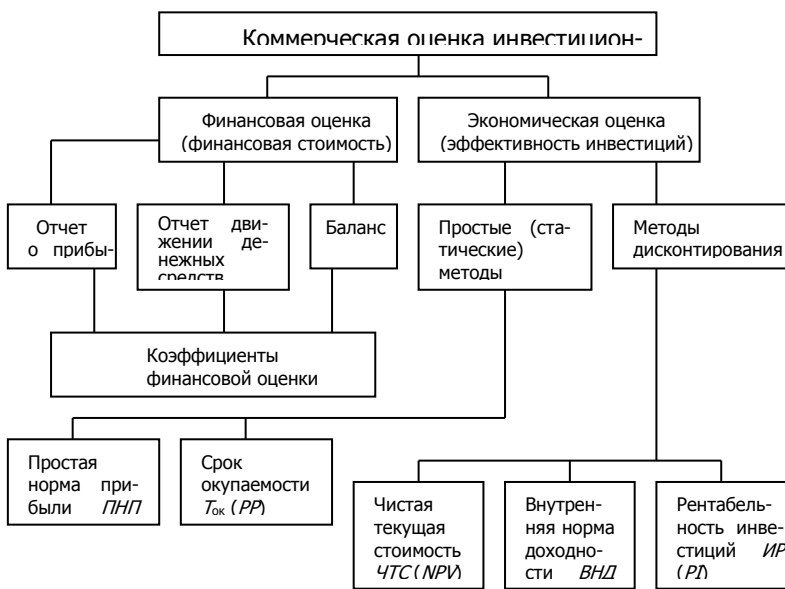 Коммерческая оценка инвестицион-
Финансовая оценка
(финансовая стоимость)
Экономическая оценка
(эффективность инвестиций)
Отчет
о прибы-
Отчет дви-
жении де-
нежных
средств
Баланс
Простые (ста-
тические)
методы
Методы
дисконтирования
Коэффициенты
финансовой оценки
Простая
норма при-
были ПНП
Срок
окупаемости
Ток (PP)
Чистая
текущая
стоимость
ЧТС (NPV)
Внутрен-
няя норма
доходно-
сти ВНД
Рентабель-
ность инве-
стиций ИР
(PI)